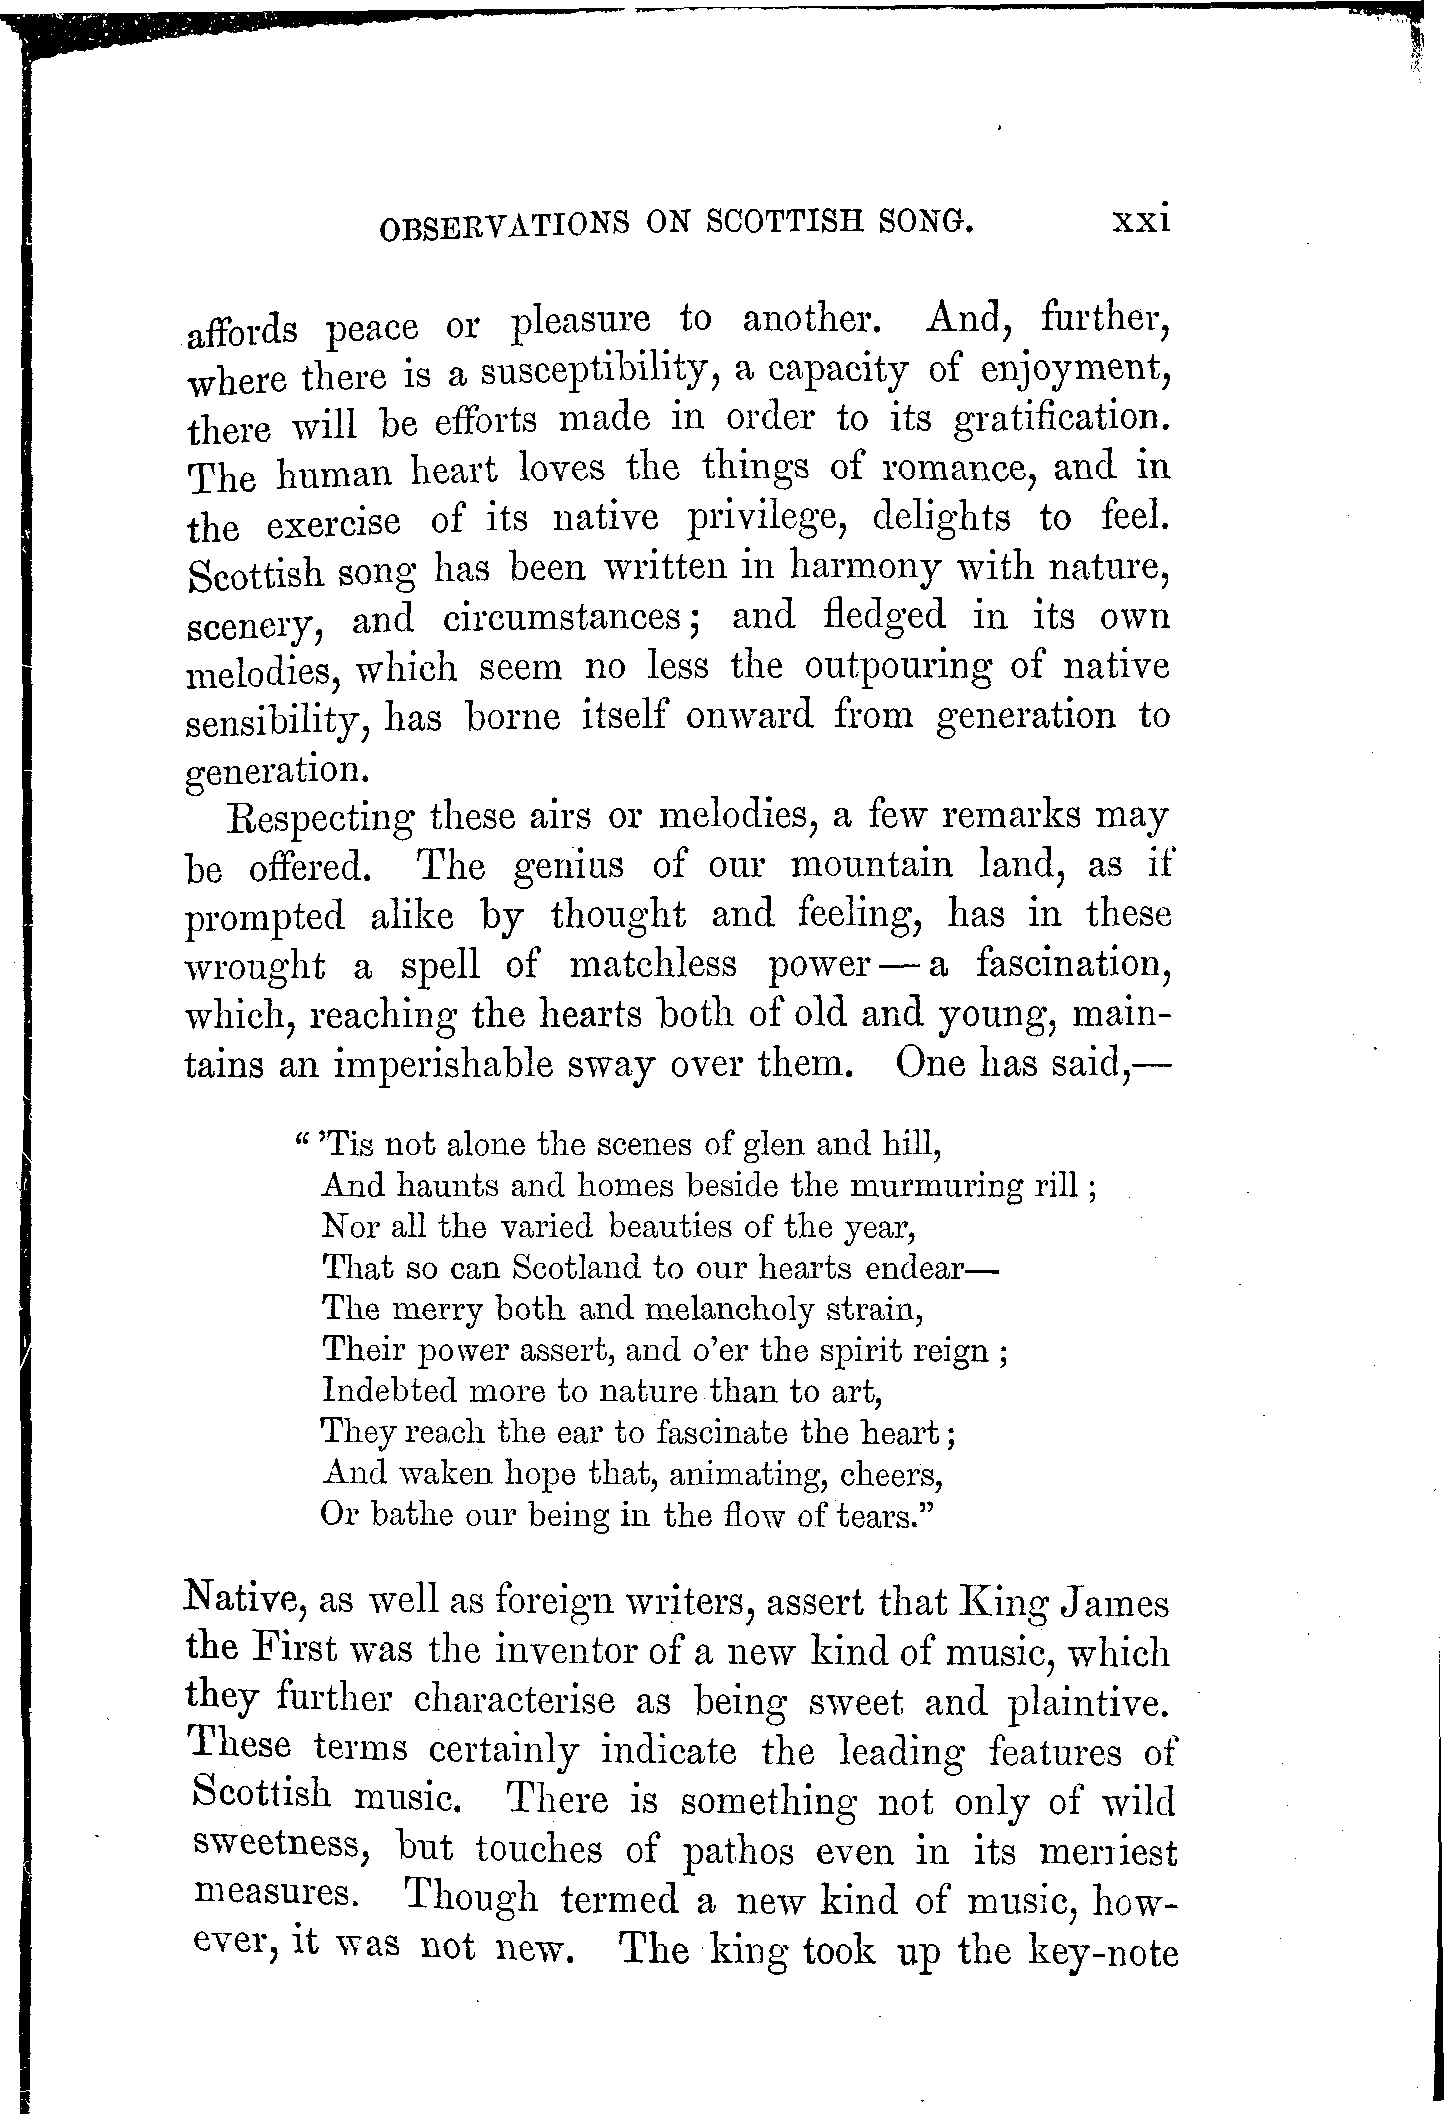 OBSERVATIONS ON SCOTTISH SONG. xxi
affords peace or pleasure to another. And, further,
where there is a susceptibility, a capacity of enjoyment,
there will be efforts made in order to its gratification.
The human heart loves the things of romance, and in
the exercise of its native privilege, delights to feel.
Scottish song has been written in harmony with nature,
scenery, and circumstances; and fledged in its own
melodies, which seem no less the outpouring of native
sensibility, has borne itself onward from generation to
generation.
Respecting these airs or melodies, a few remarks may
be offered. The genius of our mountain land, as if
prompted alike by thought and feeling, has in these
wrought a spell of matchless power—a fascination,
which, reaching the hearts both of old and young, main-
tains an imperishable sway over them. One has said,—
“ ’Tis not alone the scenes of glen and hill,
And haunts and homes beside the murmuring rill ;
Nor all the varied beauties of the year,
That so can Scotland to our hearts endear—
The merry both and melancholy strain,
Their power assert, and o’er the spirit reign ;
Indebted more to nature than to art,
They reach the ear to fascinate the heart ;
And waken hope that, animating, cheers,
Or bathe our being in the flow of tears.”
Native, as well as foreign writers, assert that King James
the First was the inventor of a new kind of music, which
they further characterise as being sweet and plaintive.
These terms certainly indicate the leading features of
Scottish music. There is something not only of wild
sweetness, but touches of pathos even in its merriest
measures. Though termed a new kind of music, how-
ever, it was not new. The king took up the key-note